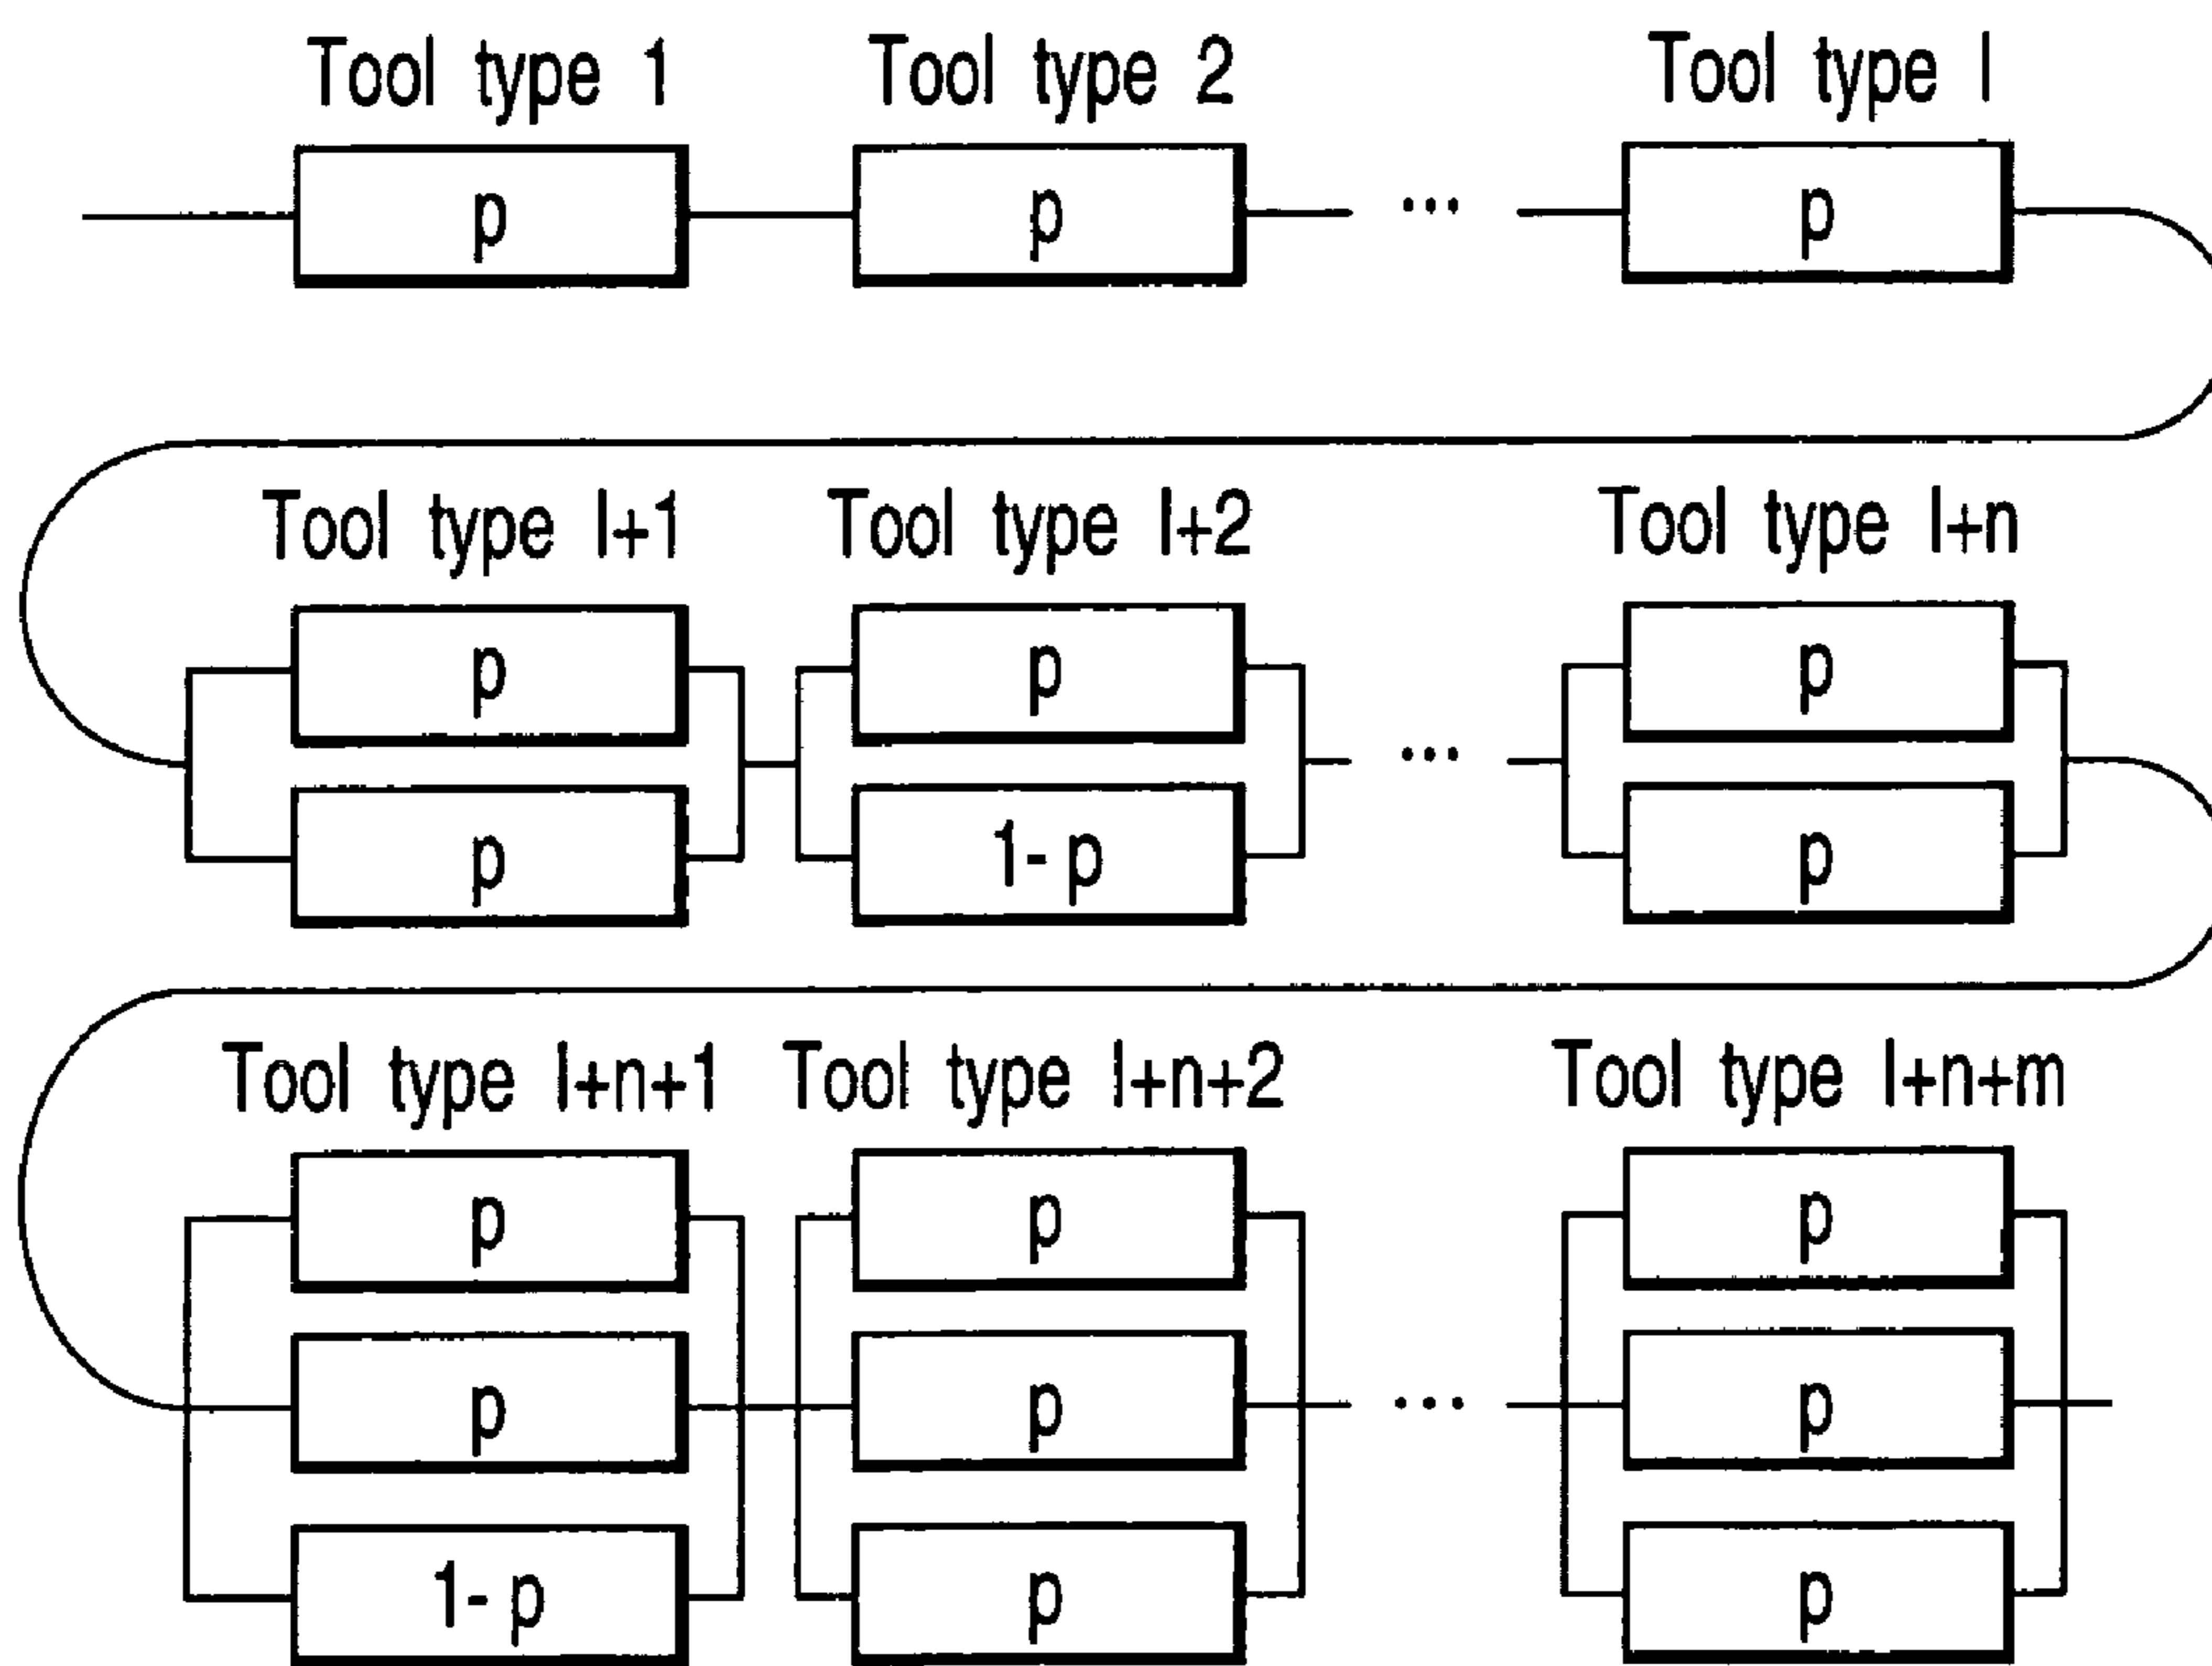 Tool type 1 Tool type 2 Tool type l
p p ... p
Tool type l+1 Tool type l+2 Tool type l+n
p p p
...
p 1- p p
Tool type l+n+1 Tool type l+n+2 Tool type l+n+m
p p p
p p ... p
1- p p p